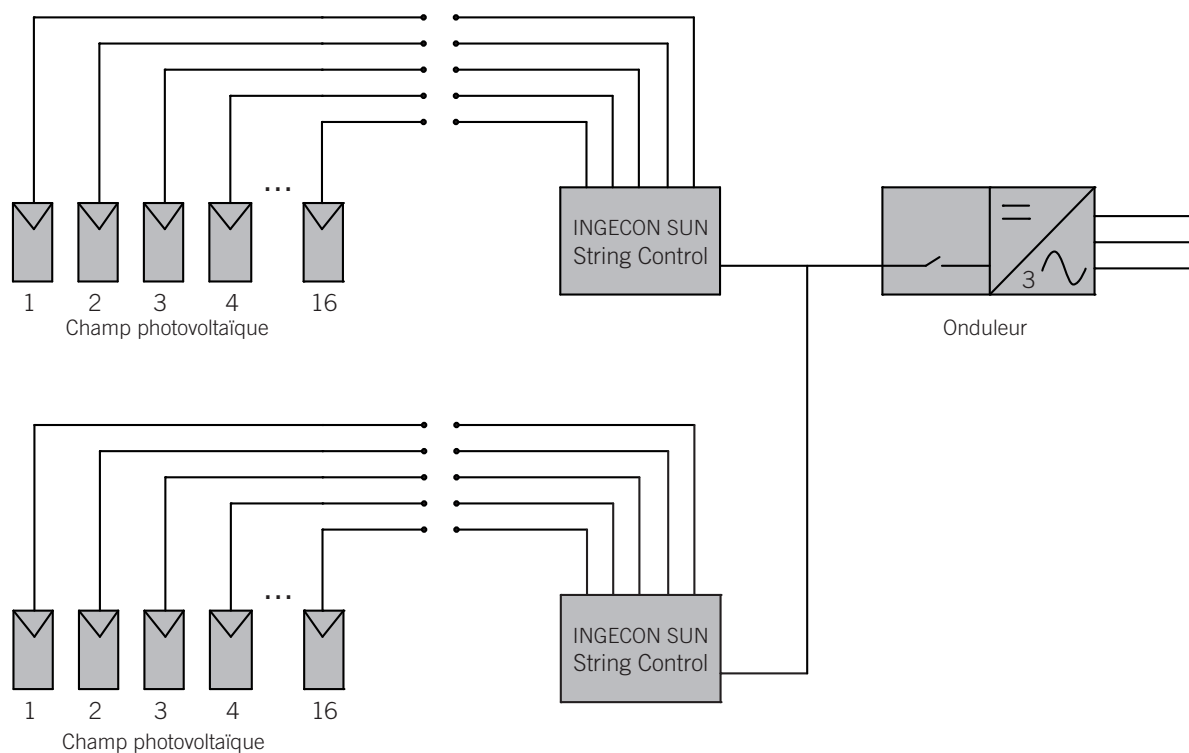 ...
INGECON SUN
String Control
3
1 2 3 4 16
Champ photovoltaïque
Onduleur
...
INGECON SUN
String Control
1 2 3 4 16
Champ photovoltaïque